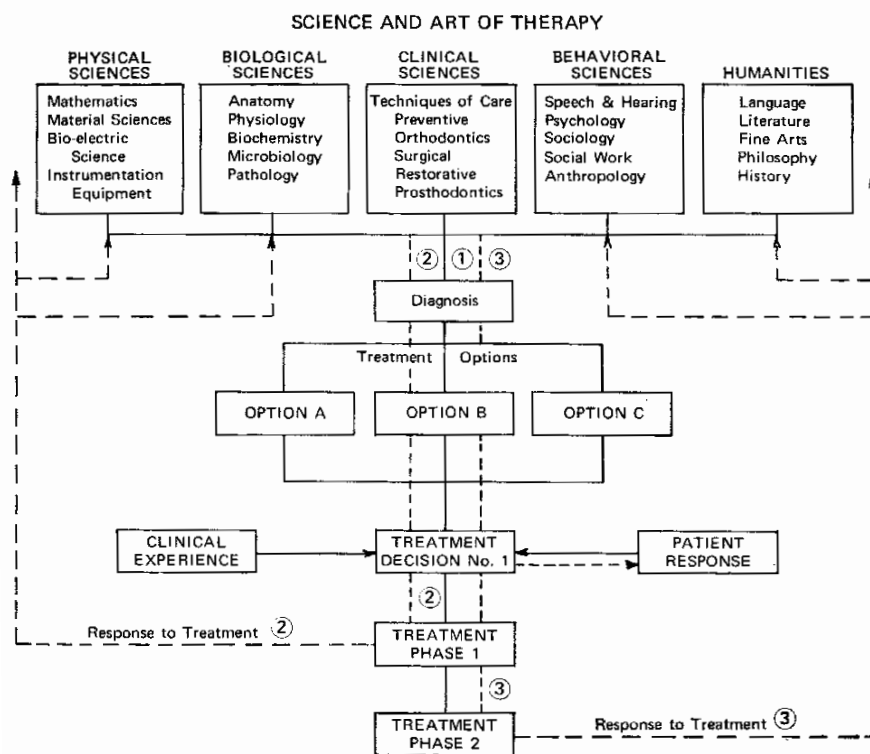 SCIENCE AND ART OF THERAPY
PHYSICAL
SCIENCES
Mathematics
Material Sciences
Bio-electric
Science
Instrumentation
Equipment
BIOLOGICAL
SCIENCES
Anatomy
Physiology
Biochemistry
Microbiology
Pathology
CLINICAL
SCIENCES
Techniques of Care
Preventive
Orthodontics
Surgical
Restorative
Prosthodontics
BEHAVIORAL
SCIENCES
Speech & Hearing
Psychology
Sociology
Social Work
Anthropology
HUMANITIES
Language
Literature
Fine Arts
Philosophy
History
② ① ③
Diagnosis
Treatment Options
OPTION A
OPTION B
OPTION C
CLINICAL
EXPERIENCE
TREATMENT
DECISION No. 1
PATIENT
RESPONSE
②
Response to Treatment ②
TREATMENT
PHASE 1
③
TREATMENT
PHASE 2
Response to Treatment ③